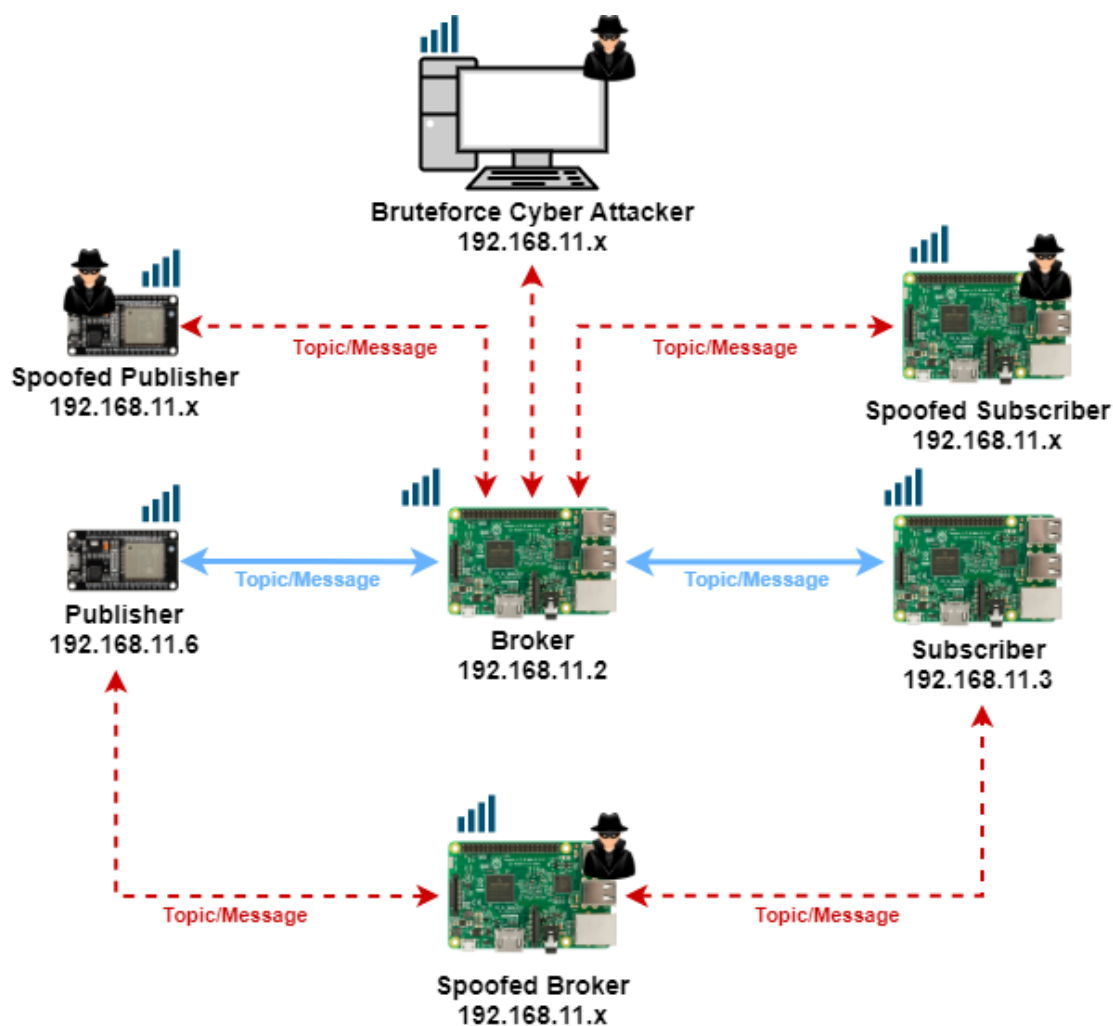 Bruteforce Cyber Attacker
192.168.11.x
Topic/Message
Topic/Message
Spoofed Publisher
192.168.11.x
Spoofed Subscriber
192.168.11.x
Topic/Message
Topic/Message
Publisher
192.168.11.6
Broker
192.168.11.2
Subscriber
192.168.11.3
Topic/Message
Topic/Message
Spoofed Broker
192.168.11.x